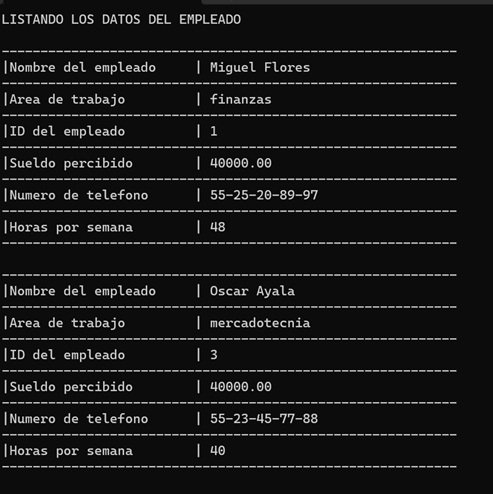 LISTANDO LOS DATOS DEL EMPLEADO
-----------------------------------------------------------
|Nombre del empleado     | Miguel Flores
-----------------------------------------------------------
|Area de trabajo         | finanzas
-----------------------------------------------------------
|ID del empleado         | 1
-----------------------------------------------------------
|Sueldo percibido        | 40000.00
-----------------------------------------------------------
|Numero de telefono      | 55-25-20-89-97
-----------------------------------------------------------
|Horas por semana        | 48
-----------------------------------------------------------
-----------------------------------------------------------
|Nombre del empleado     | Oscar Ayala
-----------------------------------------------------------
|Area de trabajo         | mercadotecnia
-----------------------------------------------------------
|ID del empleado         | 3
-----------------------------------------------------------
|Sueldo percibido        | 40000.00
-----------------------------------------------------------
|Numero de telefono      | 55-23-45-77-88
-----------------------------------------------------------
|Horas por semana        | 40
-----------------------------------------------------------